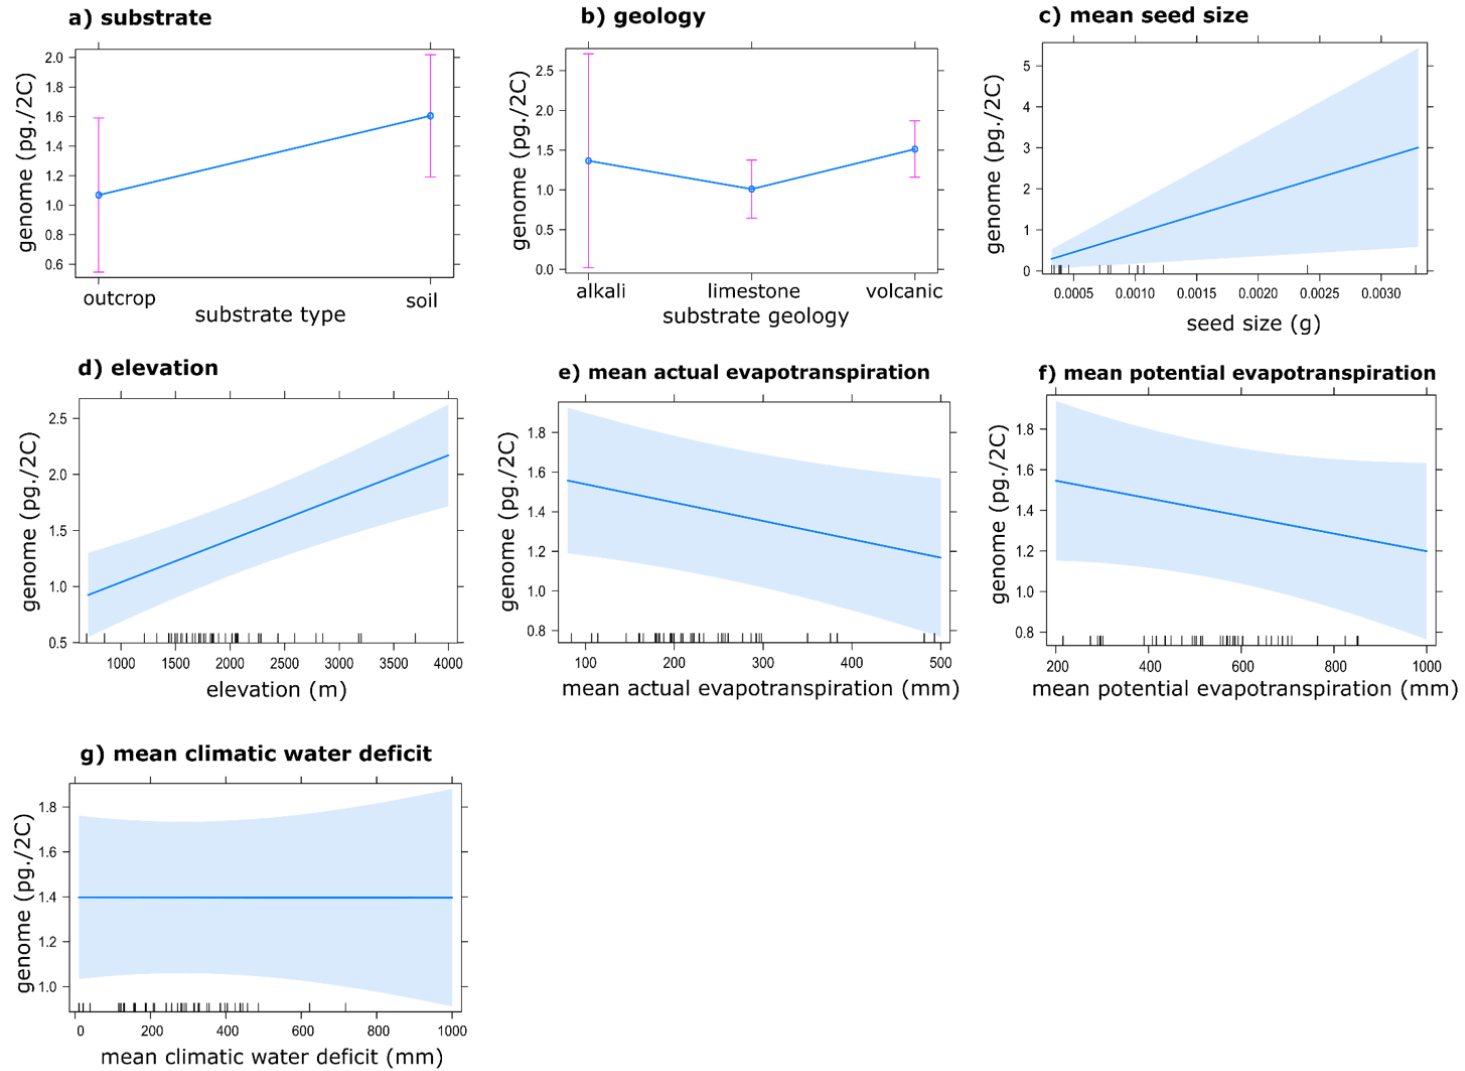 a) substrate
genome (pg./2C)
2.0
1.8
1.6
1.4
1.2
1.0
0.8
0.6
outcrop
soil
substrate type
b) geology
genome (pg./2C)
2.5
2.0
1.5
1.0
0.5
0.0
alkali
limestone
volcanic
substrate geology
c) mean seed size
genome (pg./2C)
5
4
3
2
1
0
0.0005
0.0010
0.0015
0.0020
0.0025
0.0030
seed size (g)
d) elevation
genome (pg./2C)
2.5
2.0
1.5
1.0
0.5
1000
1500
2000
2500
3000
3500
4000
elevation (m)
e) mean actual evapotranspiration
genome (pg./2C)
1.8
1.6
1.4
1.2
1.0
0.8
100
200
300
400
500
mean actual evapotranspiration (mm)
f) mean potential evapotranspiration
genome (pg./2C)
1.8
1.6
1.4
1.2
1.0
0.8
200
400
600
800
1000
mean potential evapotranspiration (mm)
g) mean climatic water deficit
genome (pg./2C)
1.8
1.6
1.4
1.2
1.0
0
200
400
600
800
1000
mean climatic water deficit (mm)